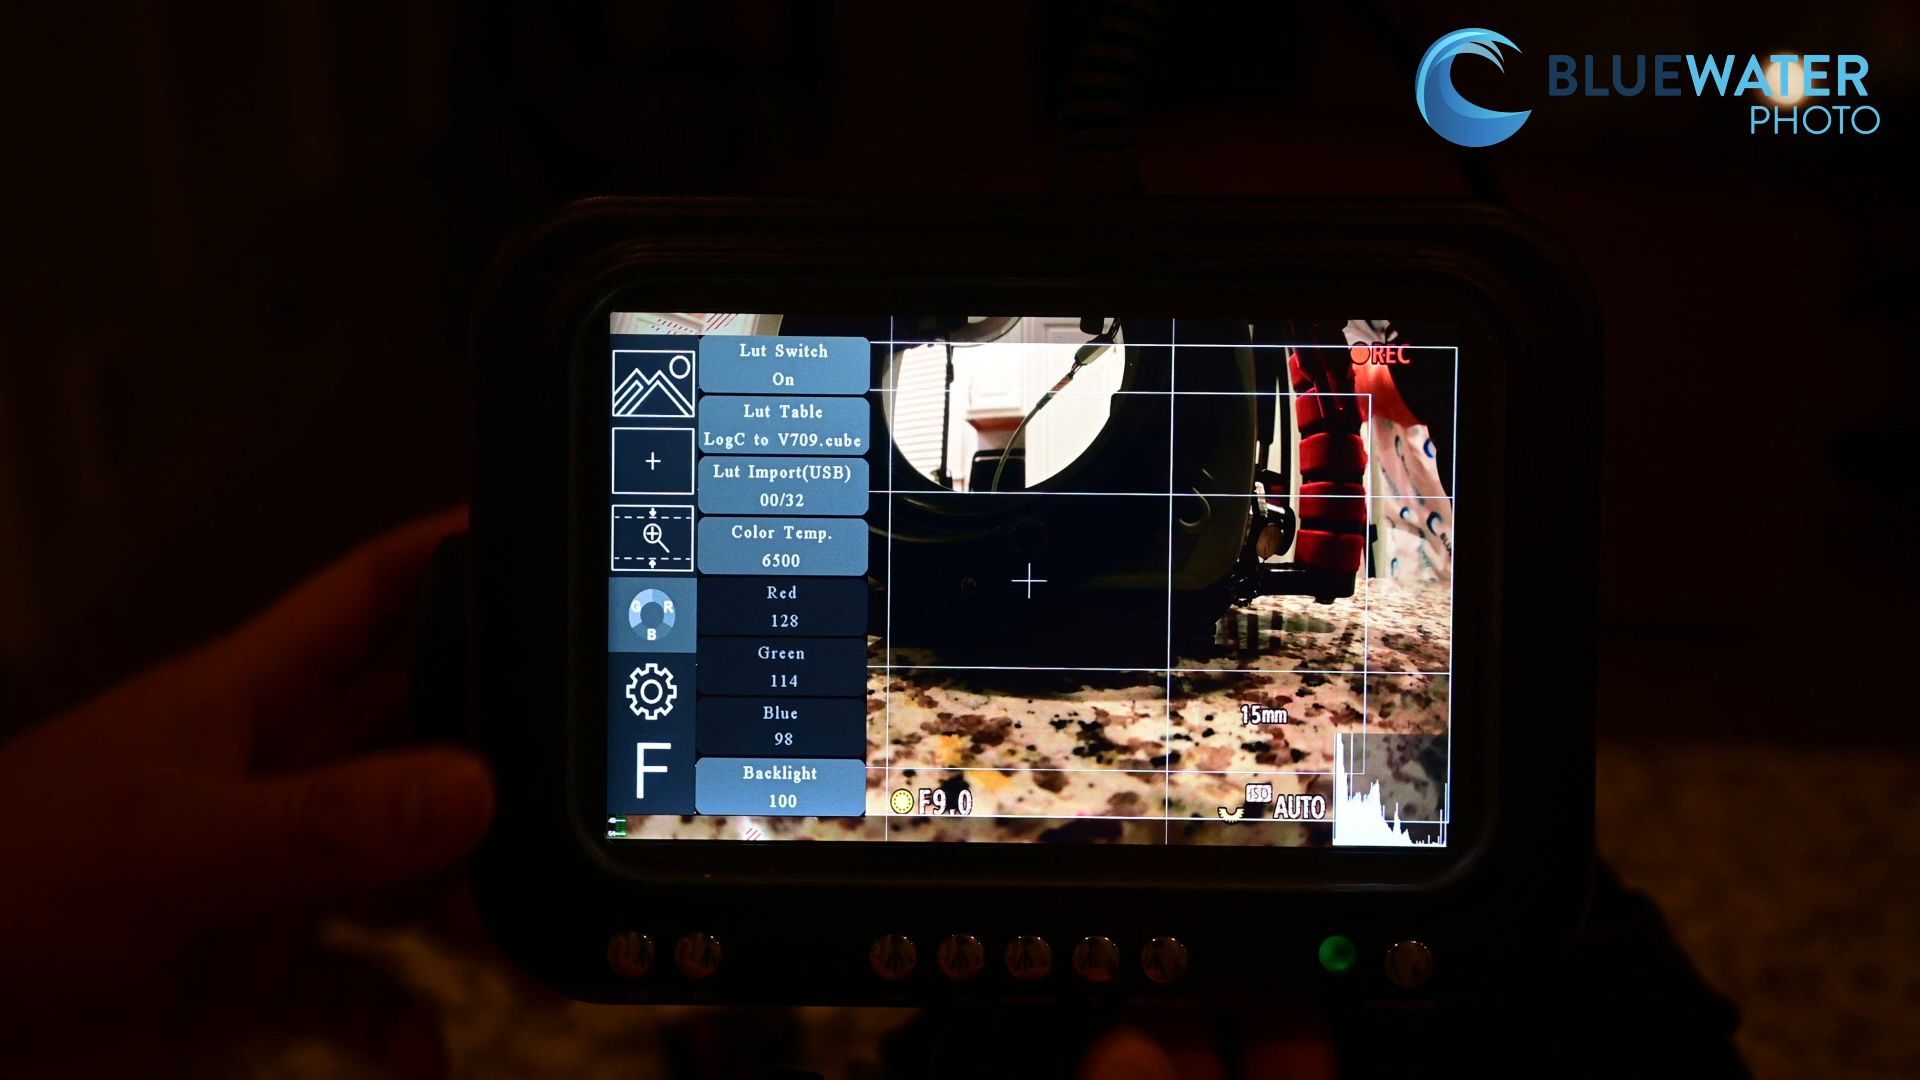 BLUEWATER
PHOTO
Lut Switch
On
Lut Table
LogC to V709.cube
Lut Import(USB)
00/32
Color Temp.
6500
Red
128
Green
114
Blue
98
Backlight
100
G R
B
F
REC
15mm
F9.0
ISO
AUTO